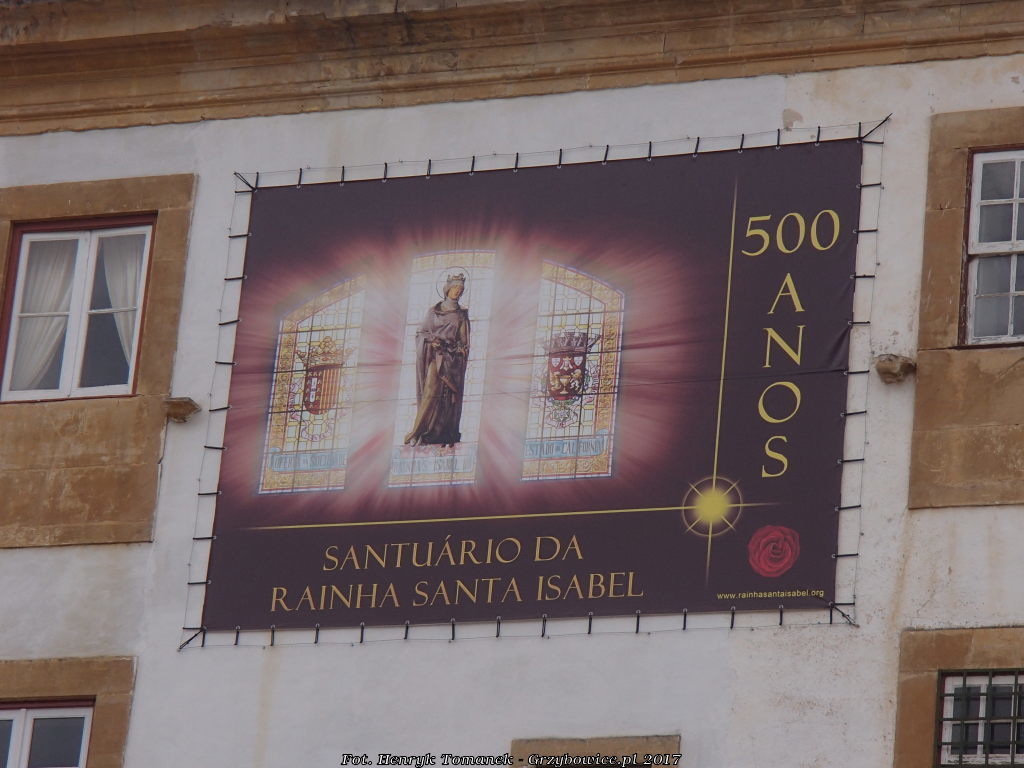 500
ANOS
SANTUÁRIO DA
RAINHA SANTA ISABEL
www.rainhasantaisabel.org
Fot. Henryk Tomanek - Grzybowice.pl 2017